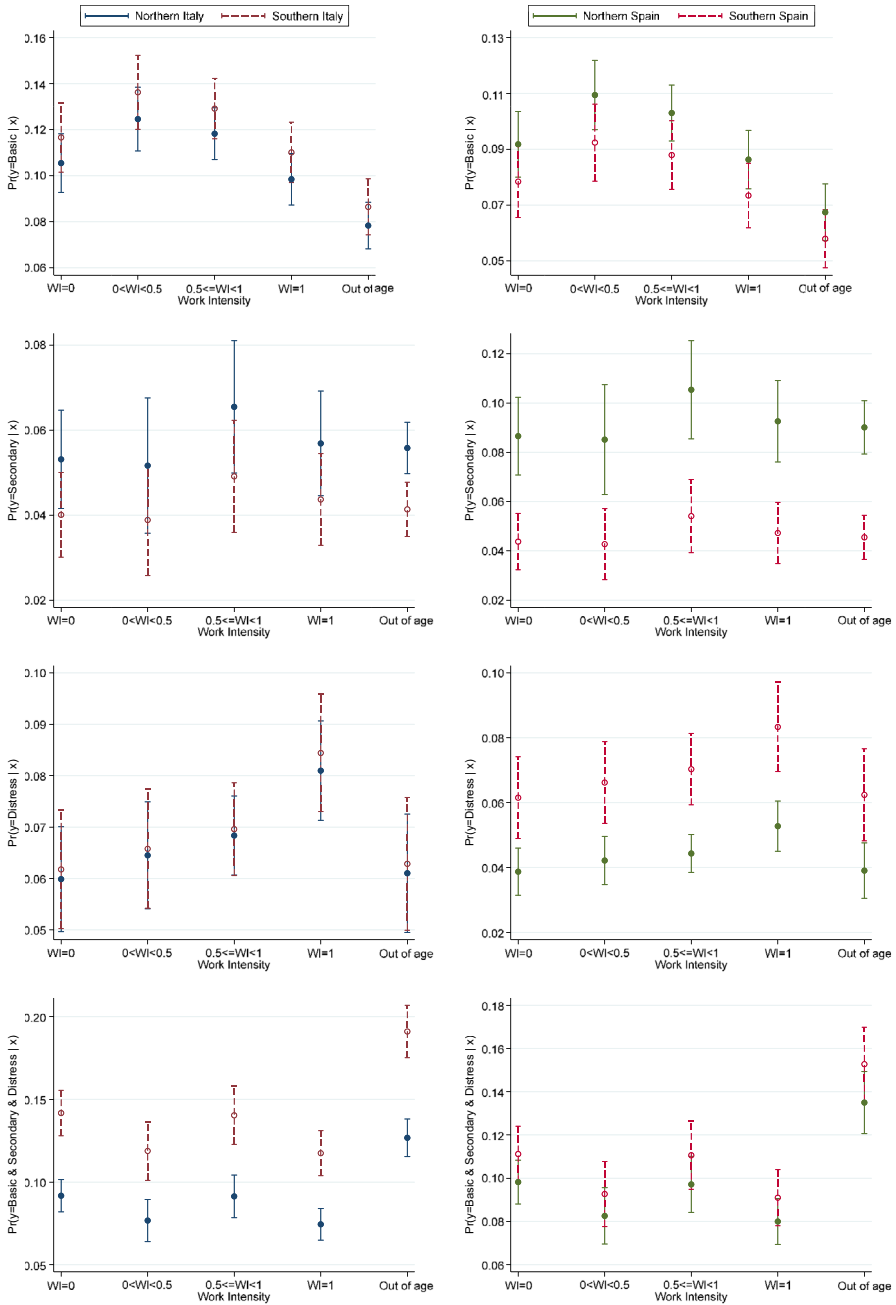 Northern Italy Southern Italy
Northern Spain Southern Spain
Pr(y=Basic | x)
0.16
0.14
0.12
0.10
0.08
0.06
WI=0 0<WI<0.5 0.5<=WI<1 WI=1 Out of age
Work Intensity
Pr(y=Basic | x)
0.13
0.11
0.09
0.07
0.05
WI=0 0<WI<0.5 0.5<=WI<1 WI=1 Out of age
Work Intensity
Pr(y=Secondary | x)
0.08
0.06
0.04
0.02
WI=0 0<WI<0.5 0.5<=WI<1 WI=1 Out of age
Work Intensity
Pr(y=Secondary | x)
0.12
0.10
0.08
0.06
0.04
0.02
WI=0 0<WI<0.5 0.5<=WI<1 WI=1 Out of age
Work Intensity
Pr(y=Distress | x)
0.10
0.09
0.08
0.07
0.06
0.05
WI=0 0<WI<0.5 0.5<=WI<1 WI=1 Out of age
Work Intensity
Pr(y=Distress | x)
0.10
0.08
0.06
0.04
0.02
WI=0 0<WI<0.5 0.5<=WI<1 WI=1 Out of age
Work Intensity
Pr(y=Basic & Secondary & Distress | x)
0.20
0.15
0.10
0.05
WI=0 0<WI<0.5 0.5<=WI<1 WI=1 Out of age
Work Intensity
Pr(y=Basic & Secondary & Distress | x)
0.18
0.16
0.14
0.12
0.10
0.08
0.06
WI=0 0<WI<0.5 0.5<=WI<1 WI=1 Out of age
Work Intensity